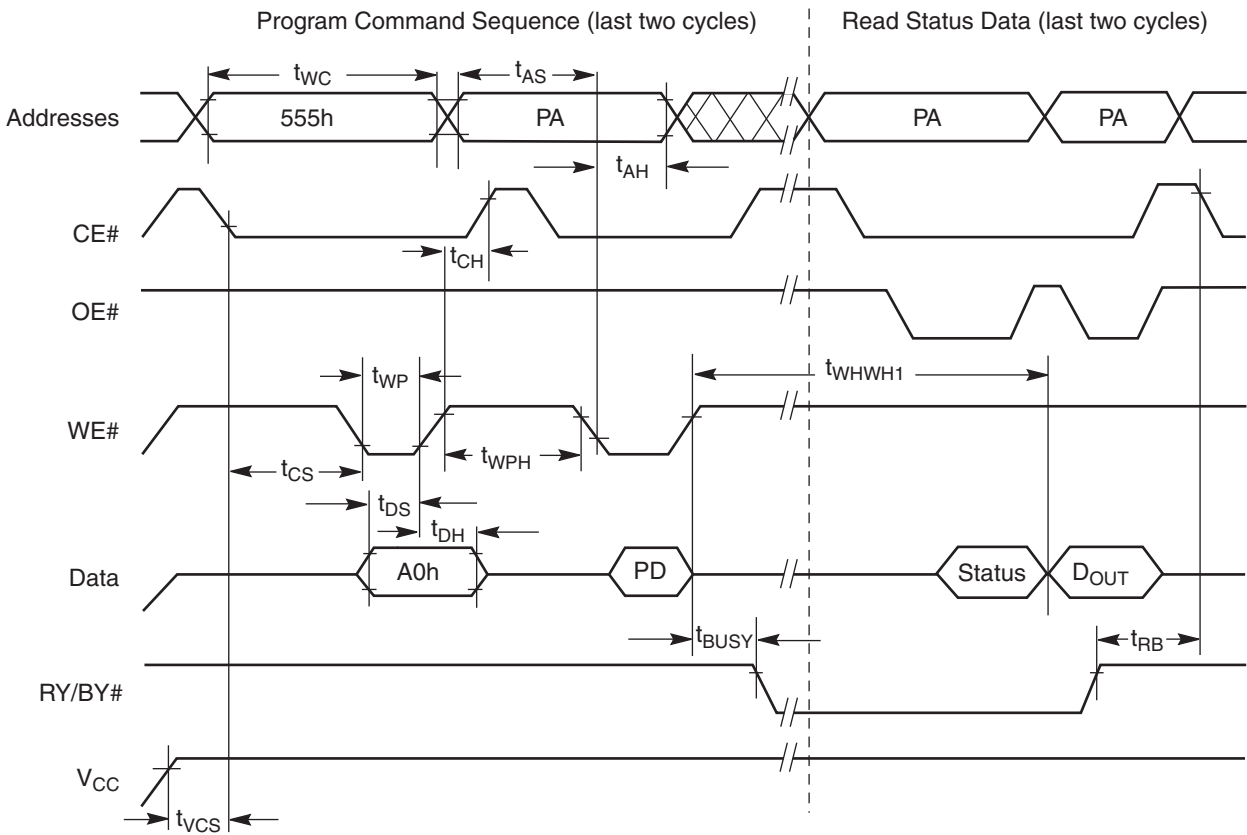 Program Command Sequence (last two cycles) Read Status Data (last two cycles)
tWC tAS
Addresses 555h PA PA PA
tAH
CE#
tCH
OE#
tWP tWHWH1
WE#
tCS tWPH
tDS
tDH
Data A0h PD Status DOUT
tBUSY tRB
RY/BY#
VCC
tVCS